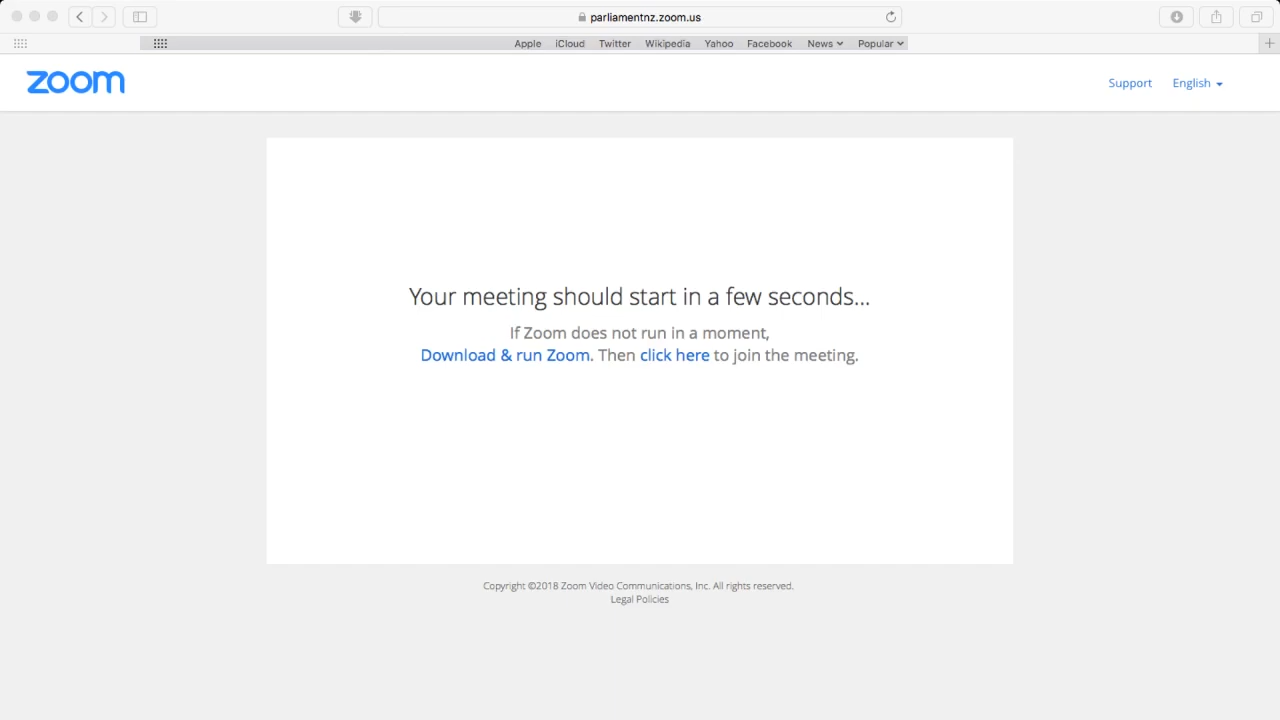 parliamentnz.zoom.us
Apple iCloud Twitter Wikipedia Yahoo Facebook News Popular
zoom
Support English
Your meeting should start in a few seconds...
If Zoom does not run in a moment,
Download & run Zoom. Then click here to join the meeting.
Copyright ©2018 Zoom Video Communications, Inc. All rights reserved.
Legal Policies